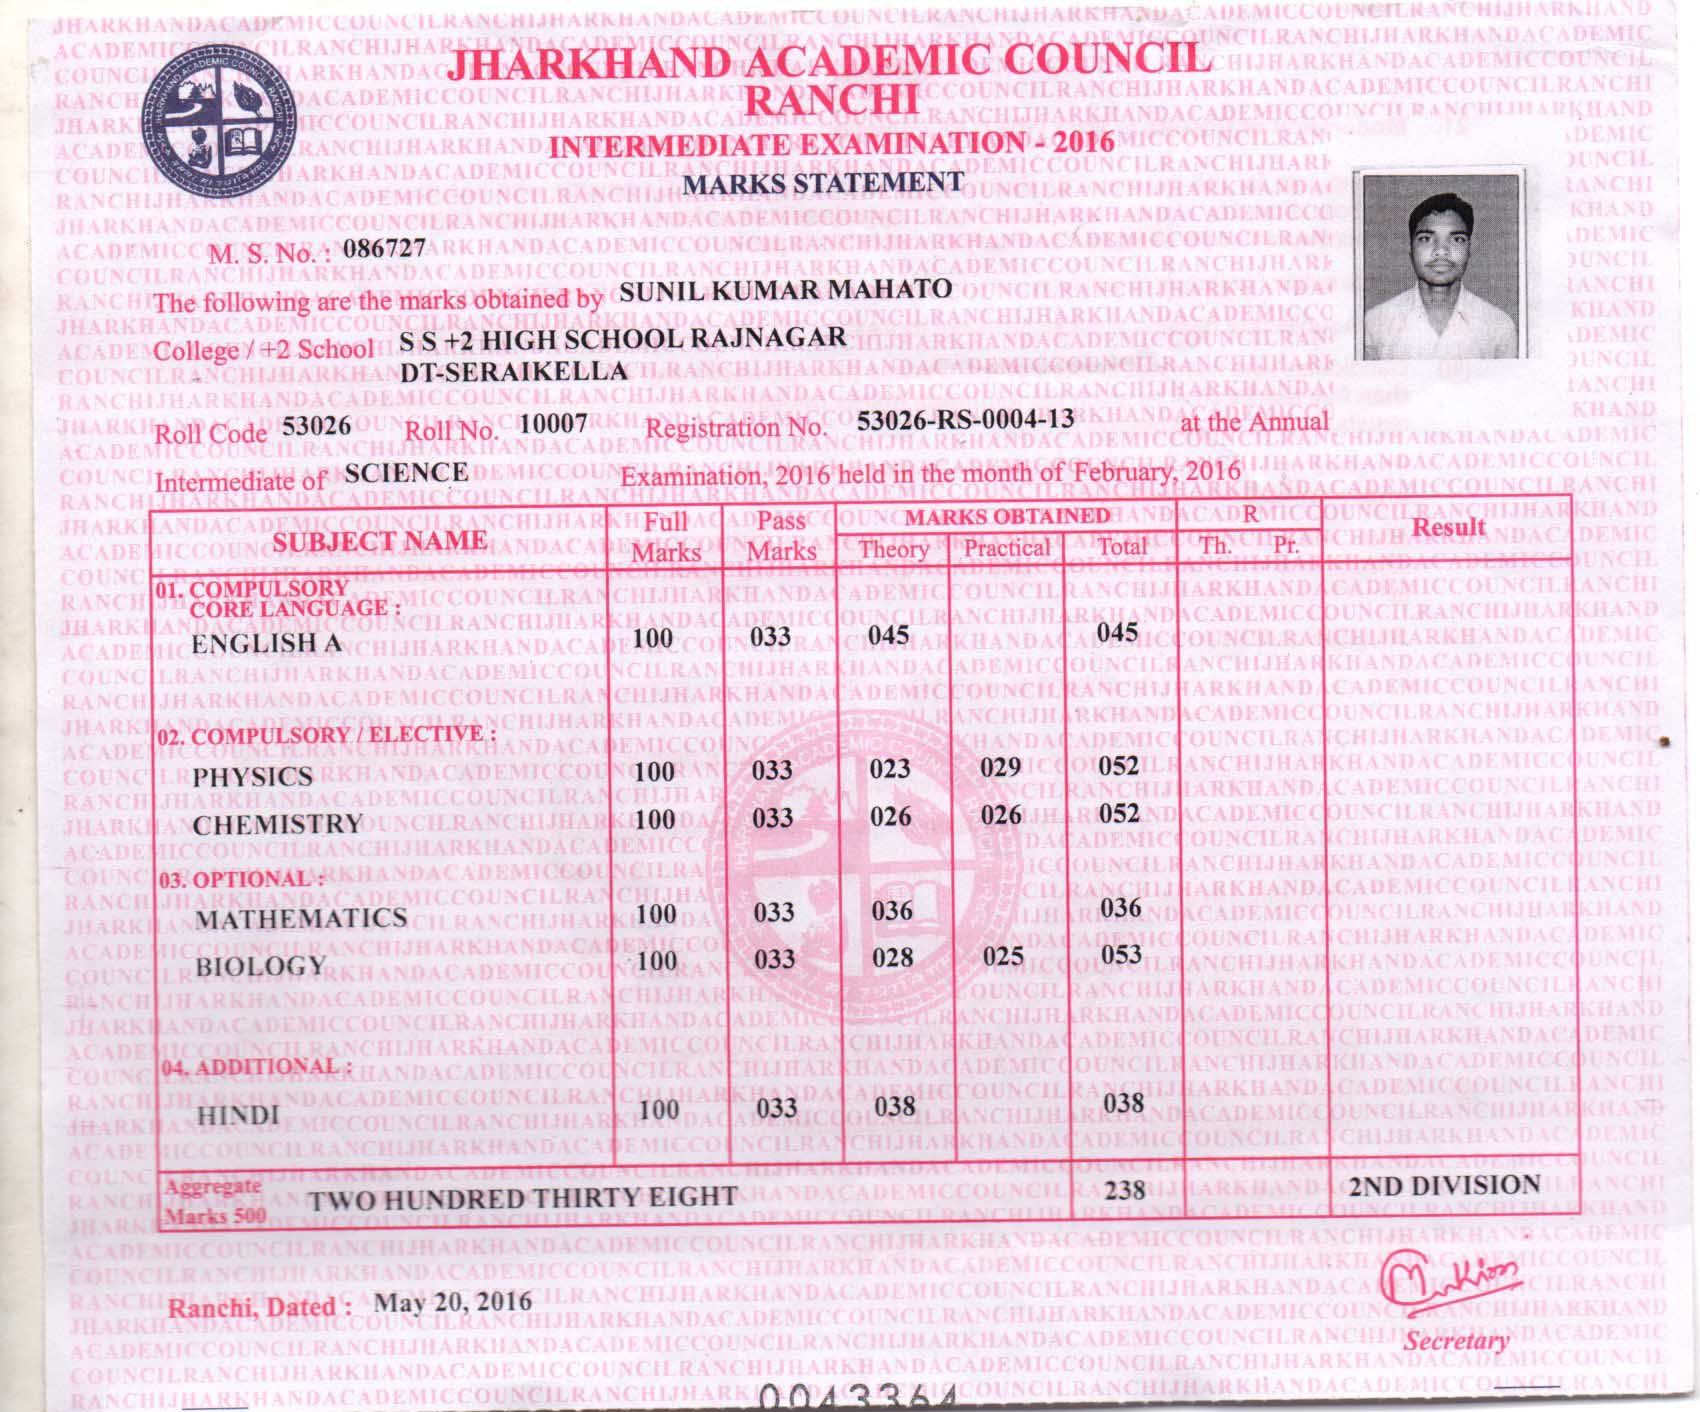 JHARKHAND ACADEMIC COUNCIL
RANCHI
INTERMEDIATE EXAMINATION - 2016
MARKS STATEMENT
M. S. No. : 086727
The following are the marks obtained by SUNIL KUMAR MAHATO
College / +2 School S S +2 HIGH SCHOOL RAJNAGAR
DT-SERAIKELLA
Roll Code 53026 Roll No. 10007 Registration No. 53026-RS-0004-13 at the Annual
Intermediate of SCIENCE Examination, 2016 held in the month of February, 2016
SUBJECT NAME Full Marks Pass Marks MARKS OBTAINED R Result
Theory Practical Total Th. Pr.
01. COMPULSORY
CORE LANGUAGE :
ENGLISH A 100 033 045 045
02. COMPULSORY / ELECTIVE :
PHYSICS 100 033 023 029 052
CHEMISTRY 100 033 026 026 052
03. OPTIONAL :
MATHEMATICS 100 033 036 036
BIOLOGY 100 033 028 025 053
04. ADDITIONAL :
HINDI 100 033 038 038
Aggregate
Marks 500 TWO HUNDRED THIRTY EIGHT 238 2ND DIVISION
Ranchi, Dated : May 20, 2016
Secretary
0043364